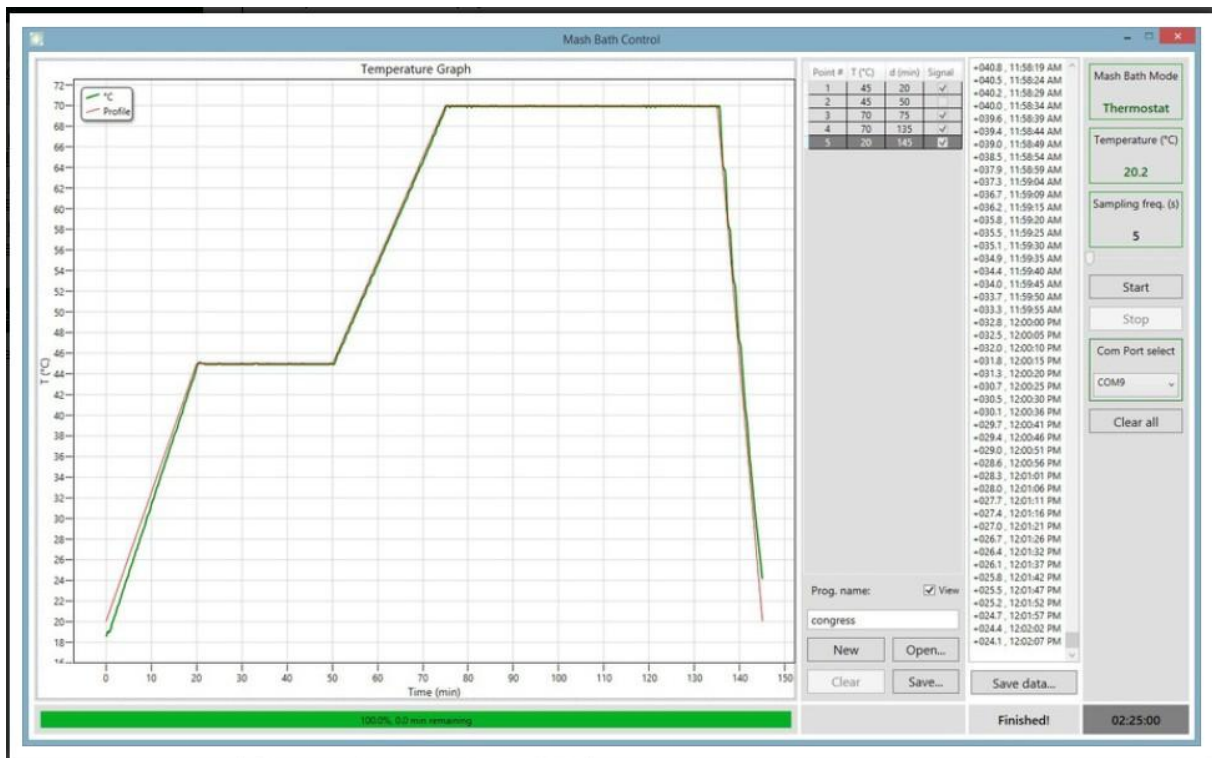 Mash Bath Control
Temperature Graph
°C
Profile
T (°C)
72
70
68
66
64
62
60
58
56
54
52
50
48
46
44
42
40
38
36
34
32
30
28
26
24
22
20
18
0 10 20 30 40 50 60 70 80 90 100 110 120 130 140 150
Time (min)
Point # T (°C) d (min) Signal
1 45 20
2 45 50
3 70 75
4 70 135
5 20 145
Prog. name: View
congress
New Open...
Clear Save...
+040.8 , 11:58:19 AM
+040.5 , 11:58:24 AM
+040.2 , 11:58:29 AM
+040.0 , 11:58:34 AM
+039.6 , 11:58:39 AM
+039.4 , 11:58:44 AM
+039.0 , 11:58:49 AM
+038.5 , 11:58:54 AM
+037.9 , 11:58:59 AM
+037.3 , 11:59:04 AM
+036.7 , 11:59:09 AM
+036.2 , 11:59:15 AM
+035.8 , 11:59:20 AM
+035.5 , 11:59:25 AM
+035.1 , 11:59:30 AM
+034.9 , 11:59:35 AM
+034.4 , 11:59:40 AM
+034.0 , 11:59:45 AM
+033.7 , 11:59:50 AM
+033.3 , 11:59:55 AM
+032.8 , 12:00:00 PM
+032.5 , 12:00:05 PM
+032.0 , 12:00:10 PM
+031.8 , 12:00:15 PM
+031.3 , 12:00:20 PM
+030.7 , 12:00:25 PM
+030.5 , 12:00:30 PM
+030.1 , 12:00:36 PM
+029.7 , 12:00:41 PM
+029.4 , 12:00:46 PM
+029.0 , 12:00:51 PM
+028.6 , 12:00:56 PM
+028.3 , 12:01:01 PM
+028.0 , 12:01:06 PM
+027.7 , 12:01:11 PM
+027.4 , 12:01:16 PM
+027.0 , 12:01:21 PM
+026.7 , 12:01:26 PM
+026.4 , 12:01:32 PM
+026.1 , 12:01:37 PM
+025.8 , 12:01:42 PM
+025.5 , 12:01:47 PM
+025.2 , 12:01:52 PM
+024.7 , 12:01:57 PM
+024.4 , 12:02:02 PM
+024.1 , 12:02:07 PM
Save data...
Mash Bath Mode
Thermostat
Temperature (°C)
20.2
Sampling freq. (s)
5
Start
Stop
Com Port select
COM9
Clear all
100.0%, 0.0 min remaining
Finished!
02:25:00